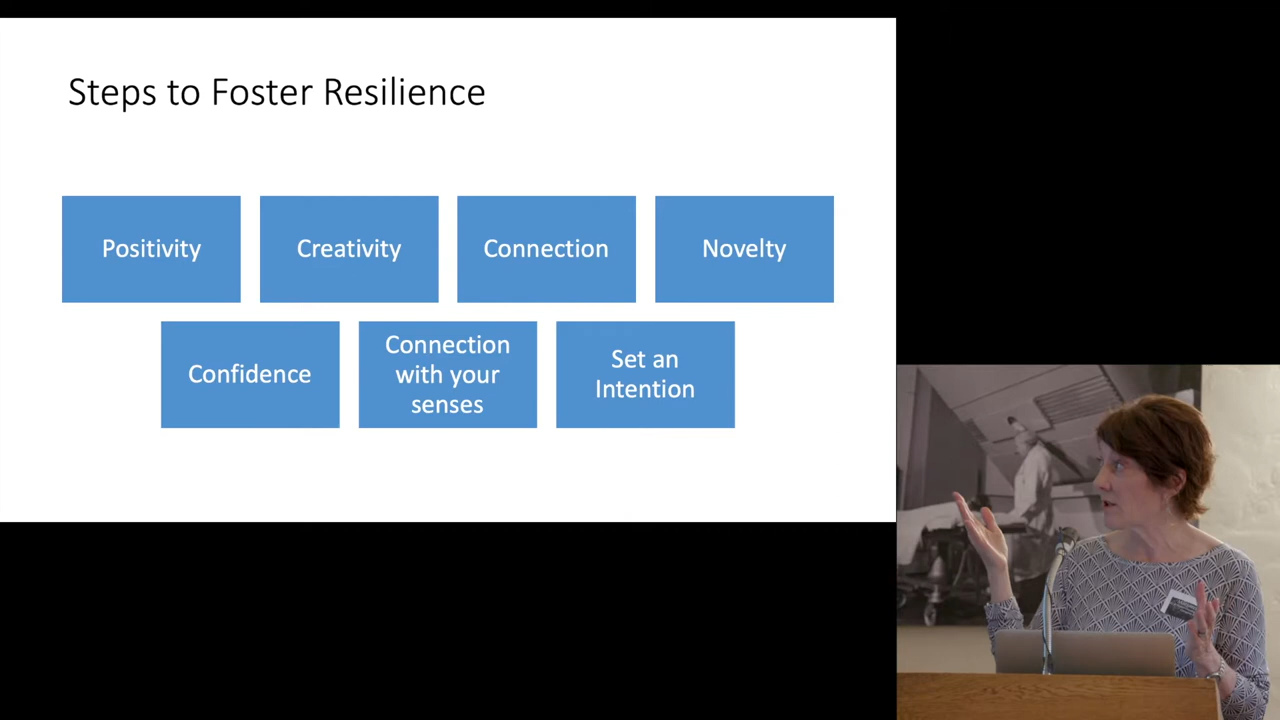 Steps to Foster Resilience
Positivity
Creativity
Connection
Novelty
Confidence
Connection
with your
senses
Set an
Intention